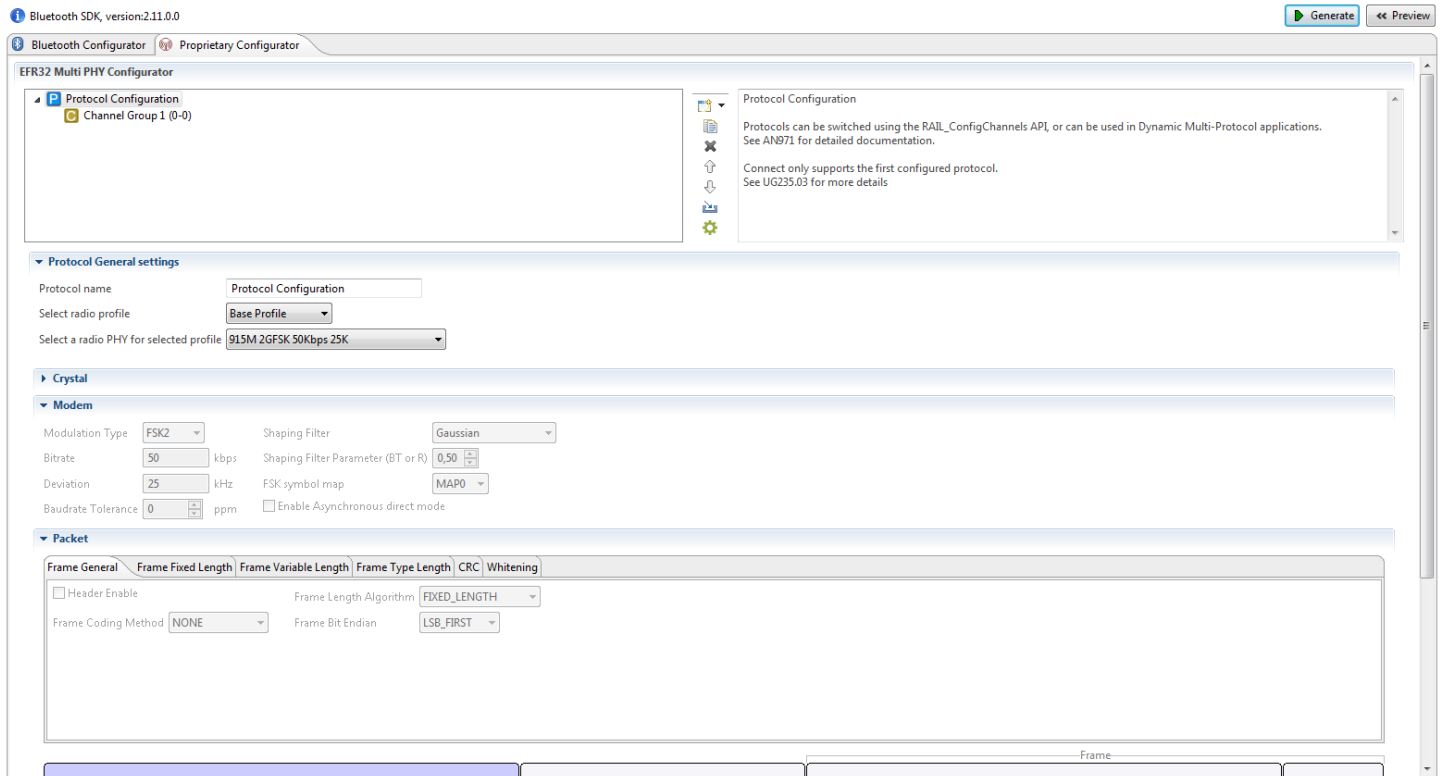 Bluetooth SDK, version:2.11.0.0
Generate
Preview
Bluetooth Configurator
Proprietary Configurator
EFR32 Multi PHY Configurator
Protocol Configuration
Channel Group 1 (0-0)
Protocol Configuration
Protocols can be switched using the RAIL_ConfigChannels API, or can be used in Dynamic Multi-Protocol applications.
See AN971 for detailed documentation.
Connect only supports the first configured protocol.
See UG235.03 for more details
Protocol General settings
Protocol name Protocol Configuration
Select radio profile Base Profile
Select a radio PHY for selected profile 915M 2GFSK 50Kbps 25K
Crystal
Modem
Modulation Type FSK2 Shaping Filter Gaussian
Bitrate 50 kbps Shaping Filter Parameter (BT or R) 0,50
Deviation 25 kHz FSK symbol map MAP0
Baudrate Tolerance 0 ppm Enable Asynchronous direct mode
Packet
Frame General Frame Fixed Length Frame Variable Length Frame Type Length CRC Whitening
Header Enable Frame Length Algorithm FIXED_LENGTH
Frame Coding Method NONE Frame Bit Endian LSB_FIRST
Frame